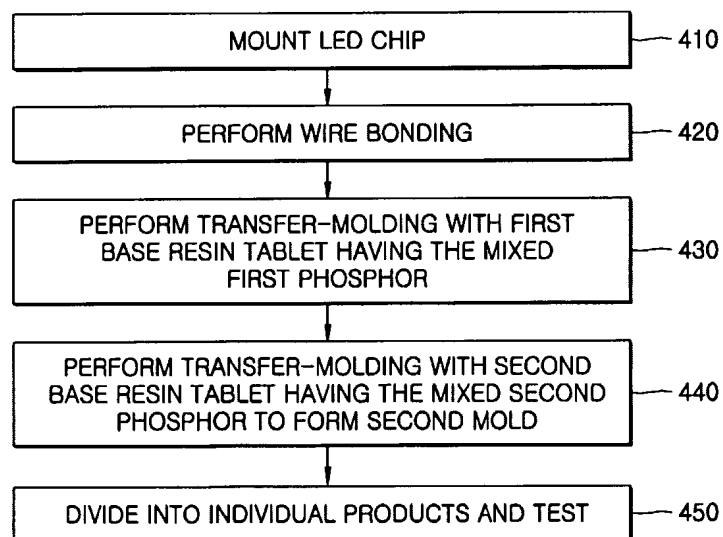 MOUNT LED CHIP
410
PERFORM WIRE BONDING
420
PERFORM TRANSFER-MOLDING WITH FIRST
BASE RESIN TABLET HAVING THE MIXED
FIRST PHOSPHOR
430
PERFORM TRANSFER-MOLDING WITH SECOND
BASE RESIN TABLET HAVING THE MIXED SECOND
PHOSPHOR TO FORM SECOND MOLD
440
DIVIDE INTO INDIVIDUAL PRODUCTS AND TEST
450